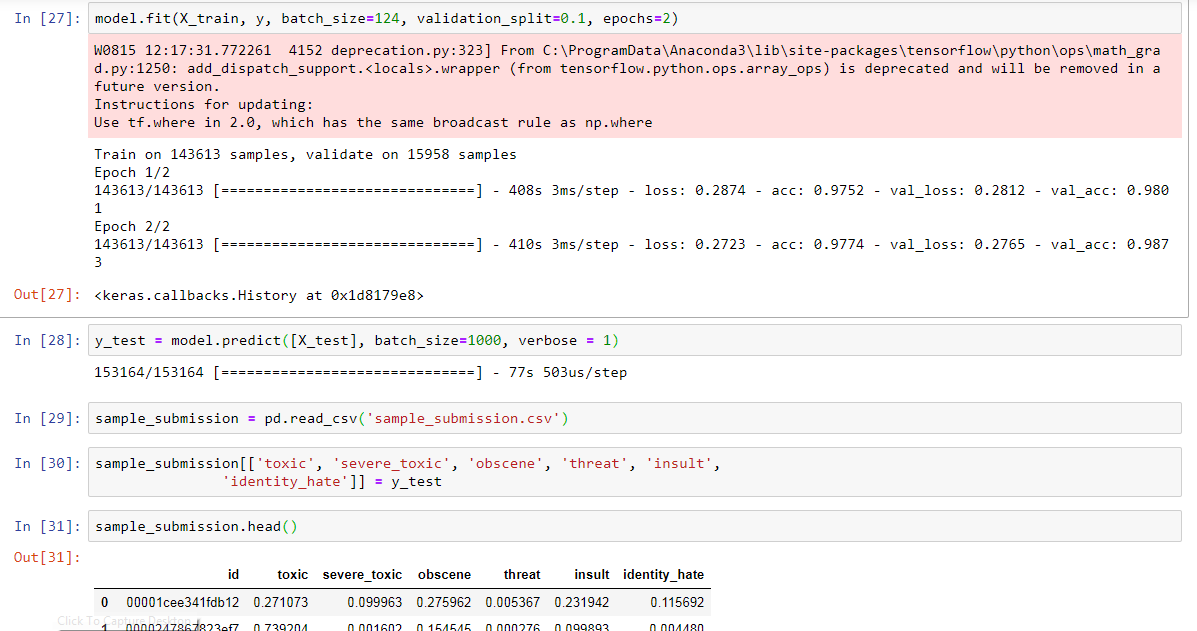 In [27]: model.fit(X_train, y, batch_size=124, validation_split=0.1, epochs=2)
W0815 12:17:31.772261  4152 deprecation.py:323] From C:\ProgramData\Anaconda3\lib\site-packages\tensorflow\python\ops\math_gra
d.py:1250: add_dispatch_support.<locals>.wrapper (from tensorflow.python.ops.array_ops) is deprecated and will be removed in a
future version.
Instructions for updating:
Use tf.where in 2.0, which has the same broadcast rule as np.where
Train on 143613 samples, validate on 15958 samples
Epoch 1/2
143613/143613 [==============================] - 408s 3ms/step - loss: 0.2874 - acc: 0.9752 - val_loss: 0.2812 - val_acc: 0.980
1
Epoch 2/2
143613/143613 [==============================] - 410s 3ms/step - loss: 0.2723 - acc: 0.9774 - val_loss: 0.2765 - val_acc: 0.987
3
Out[27]: <keras.callbacks.History at 0x1d8179e8>
In [28]: y_test = model.predict([X_test], batch_size=1000, verbose = 1)
153164/153164 [==============================] - 77s 503us/step
In [29]: sample_submission = pd.read_csv('sample_submission.csv')
In [30]: sample_submission[['toxic', 'severe_toxic', 'obscene', 'threat', 'insult',
'identity_hate']] = y_test
In [31]: sample_submission.head()
Out[31]:
id toxic severe_toxic obscene threat insult identity_hate
0 00001cee341fdb12 0.271073 0.099963 0.275962 0.005367 0.231942 0.115692
1 0000247867823ef7 0.739204 0.001602 0.154545 0.000276 0.099893 0.004480
Click To Capture Desktop